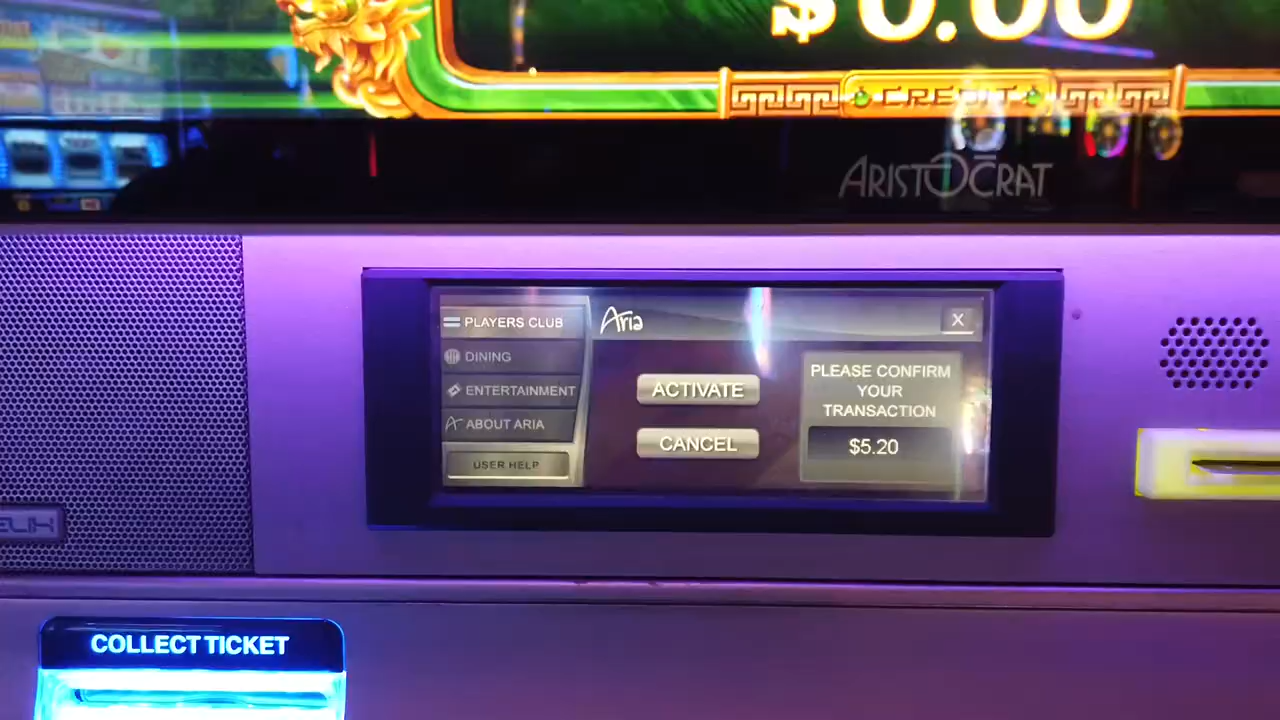 $0.00
CREDIT
ARISTOCRAT
PLAYERS CLUB
DINING
ENTERTAINMENT
ABOUT ARIA
USER HELP
Aria
X
ACTIVATE
CANCEL
PLEASE CONFIRM
YOUR
TRANSACTION
$5.20
ELIX
COLLECT TICKET